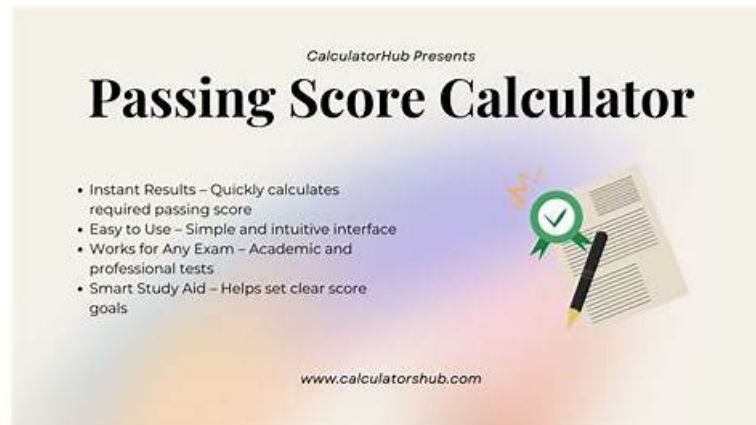 CalculatorHub Presents
Passing Score Calculator
• Instant Results – Quickly calculates
required passing score
• Easy to Use – Simple and intuitive interface
• Works for Any Exam – Academic and
professional tests
• Smart Study Aid – Helps set clear score
goals
www.calculatorshub.com